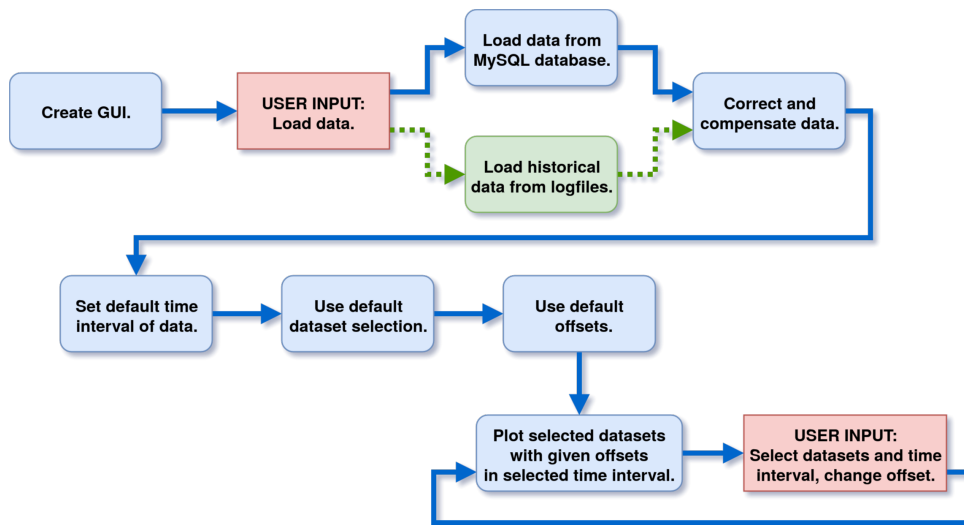 Create GUI.
USER INPUT:
Load data.
Load data from
MySQL database.
Load historical
data from logfiles.
Correct and
compensate data.
Set default time
interval of data.
Use default
dataset selection.
Use default
offsets.
Plot selected datasets
with given offsets
in selected time interval.
USER INPUT:
Select datasets and time
interval, change offset.